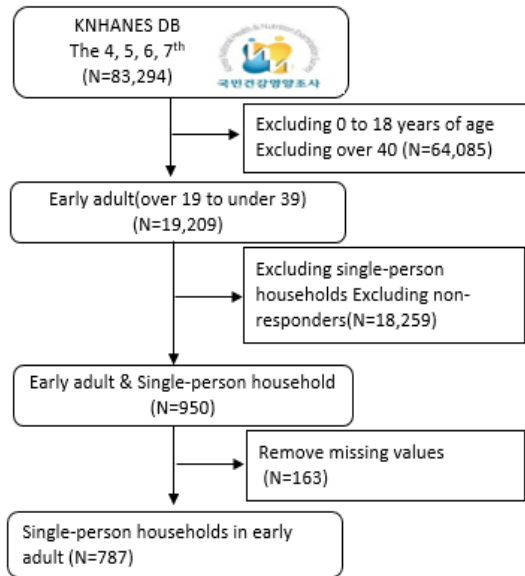 KNHANES DB
The 4, 5, 6, 7th
(N=83,294)
국민건강영양조사
Excluding 0 to 18 years of age
Excluding over 40 (N=64,085)
Early adult(over 19 to under 39)
(N=19,209)
Excluding single-person
households Excluding non-
responders(N=18,259)
Early adult & Single-person household
(N=950)
Remove missing values
(N=163)
Single-person households in early
adult (N=787)